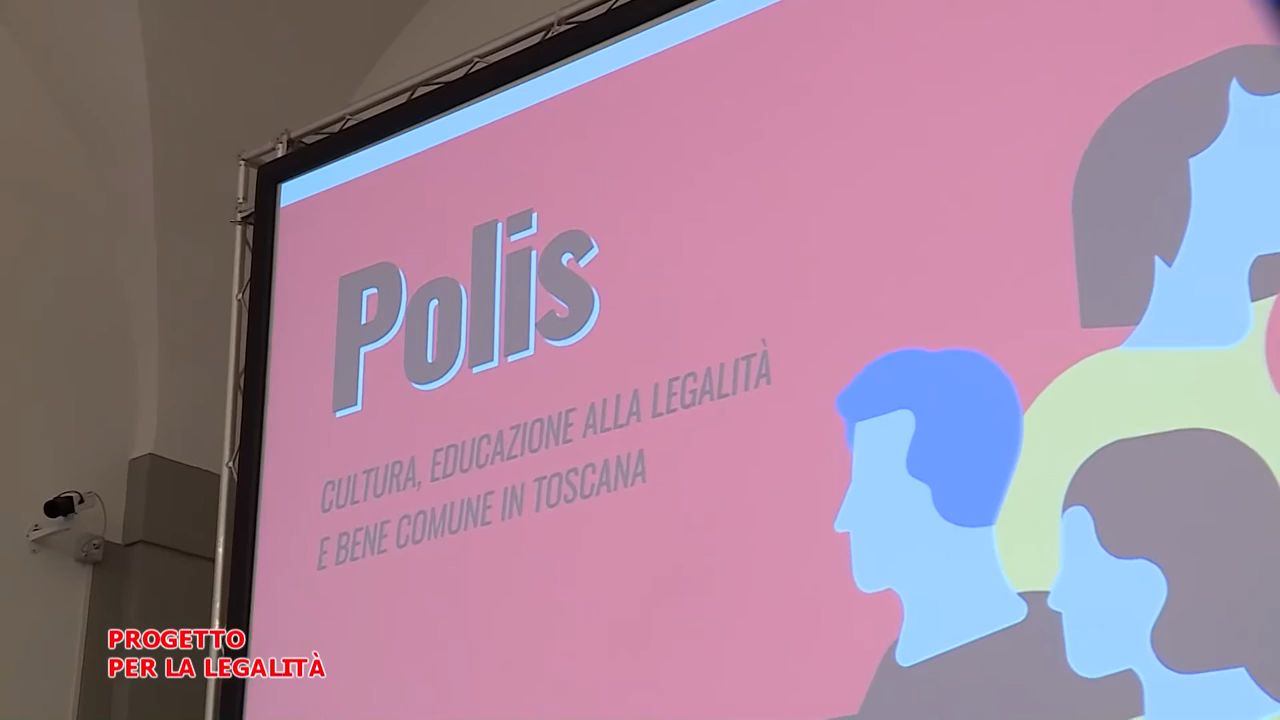 Polis
CULTURA, EDUCAZIONE ALLA LEGALITÀ
E BENE COMUNE IN TOSCANA
PROGETTO
PER LA LEGALITÀ